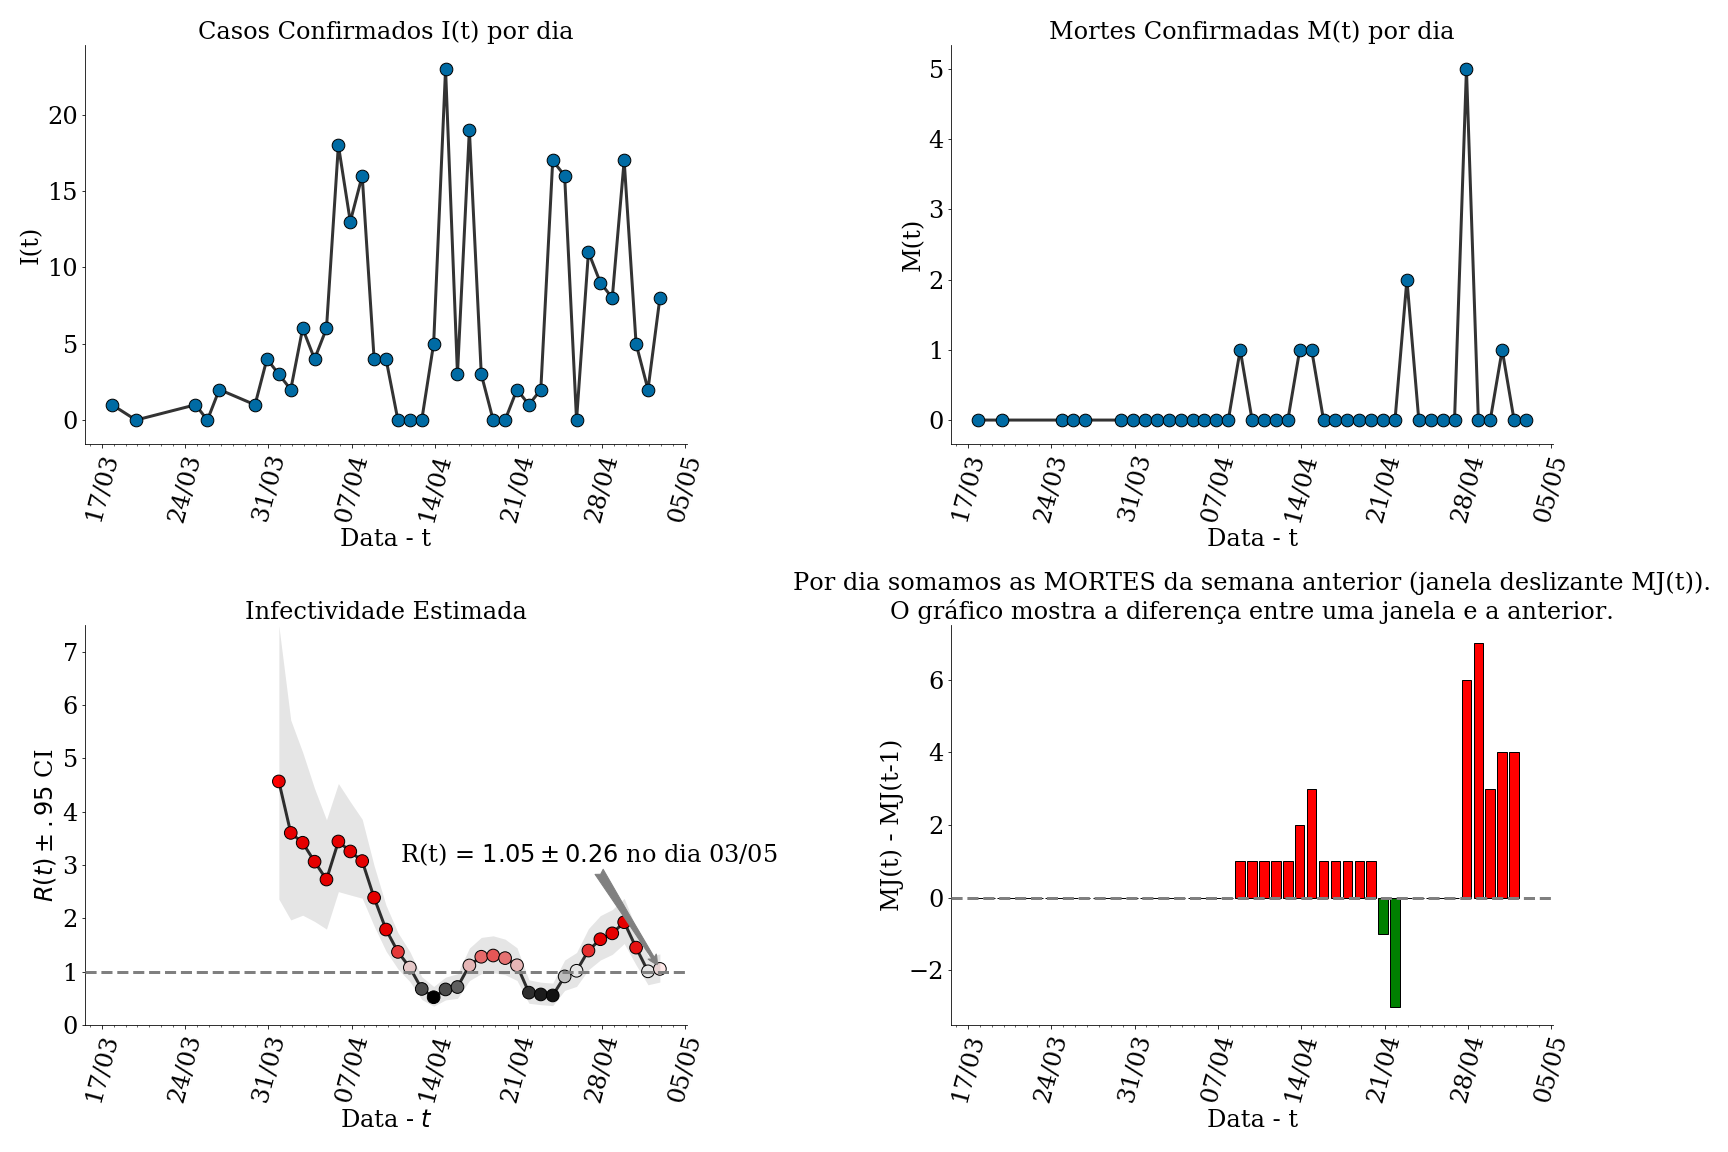 Casos Confirmados I(t) por dia
I(t)
20
15
10
5
0
17/03 24/03 31/03 07/04 14/04 21/04 28/04 05/05
Data - t
Mortes Confirmadas M(t) por dia
M(t)
5
4
3
2
1
0
17/03 24/03 31/03 07/04 14/04 21/04 28/04 05/05
Data - t
Infectividade Estimada
R(t) ± .95 CI
7
6
5
4
3
2
1
0
R(t) = 1.05 ± 0.26 no dia 03/05
17/03 24/03 31/03 07/04 14/04 21/04 28/04 05/05
Data - t
Por dia somamos as MORTES da semana anterior (janela deslizante MJ(t)).
O gráfico mostra a diferença entre uma janela e a anterior.
MJ(t) - MJ(t-1)
6
4
2
0
−2
17/03 24/03 31/03 07/04 14/04 21/04 28/04 05/05
Data - t